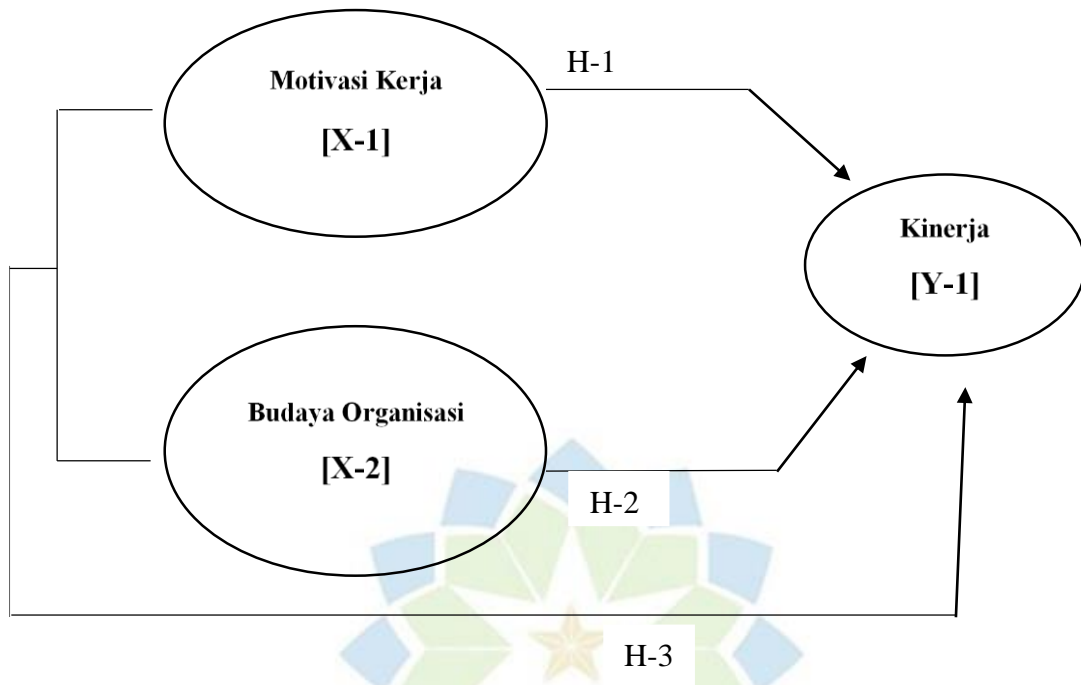 H-1
Motivasi Kerja
[X-1]
Kinerja
[Y-1]
Budaya Organisasi
[X-2]
H-2
H-3